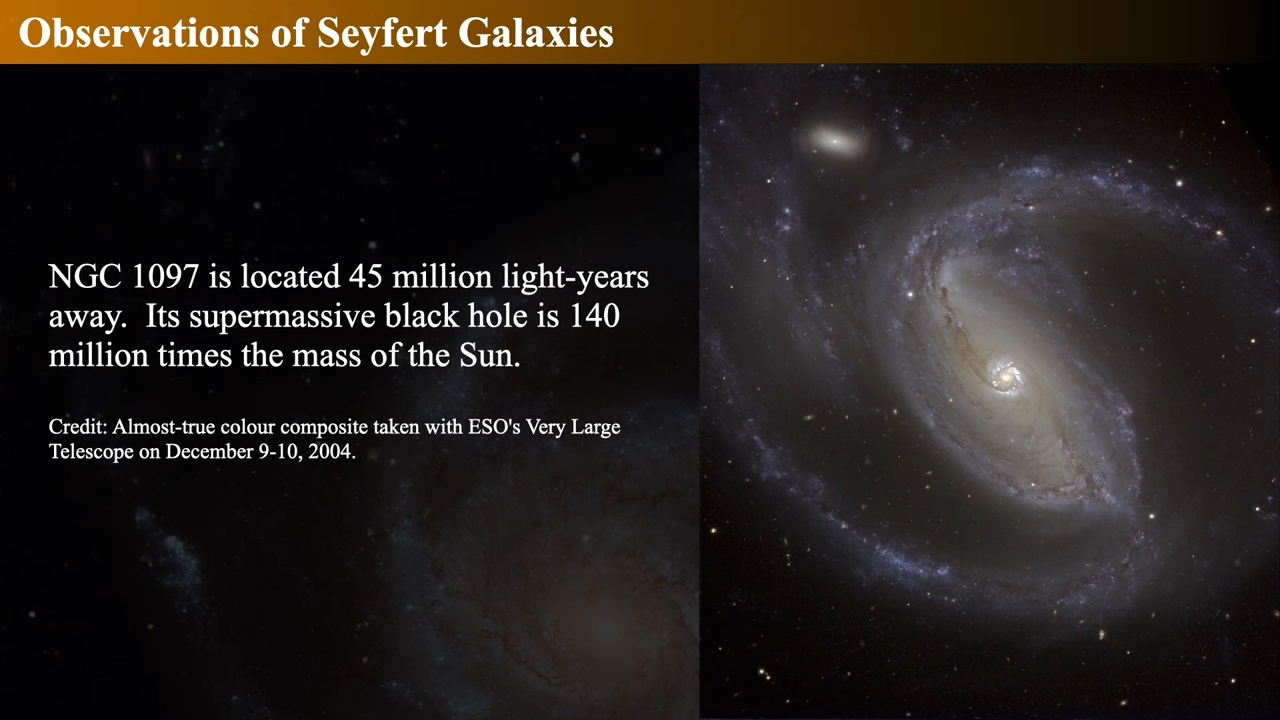 Observations of Seyfert Galaxies
NGC 1097 is located 45 million light-years
away.  Its supermassive black hole is 140
million times the mass of the Sun.
Credit: Almost-true colour composite taken with ESO's Very Large
Telescope on December 9-10, 2004.